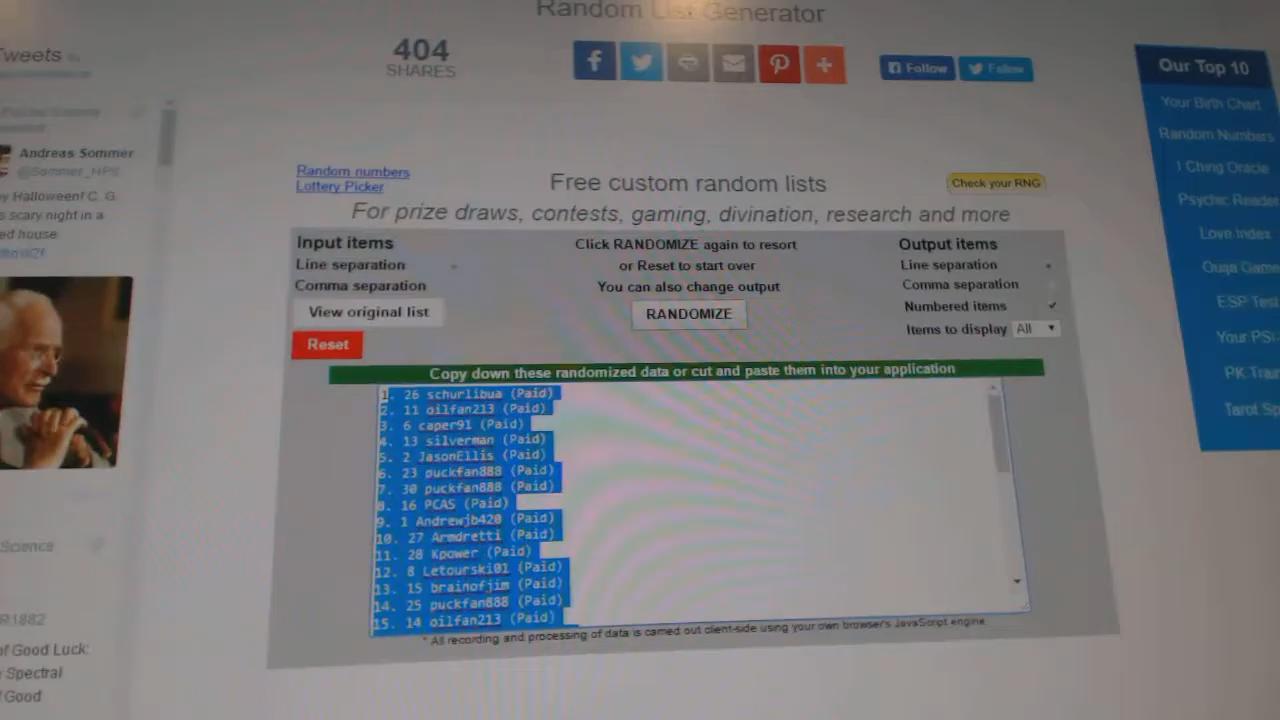 Random List Generator
Tweets
404
SHARES
Follow
Follow
Our Top 10
Your Birth Chart
Random Numbers
I Ching Oracle
Psychic Reader
Love Index
Ouija Game
ESP Test
Your PSI
PK Train
Tarot Sp
Andreas Sommer
@Sommer_HPS
y Halloween! C. G.
s scary night in a
ed house
Random numbers
Lottery Picker
Free custom random lists
Check your RNG
For prize draws, contests, gaming, divination, research and more
Input items
Line separation
Comma separation
View original list
Reset
Click RANDOMIZE again to resort
or Reset to start over
You can also change output
RANDOMIZE
Output items
Line separation
Comma separation
Numbered items
Items to display All
Copy down these randomized data or cut and paste them into your application
1. 26 schurlibua (Paid)
2. 11 oilfan213 (Paid)
3. 6 caper91 (Paid)
4. 13 silverman (Paid)
5. 2 JasonEllis (Paid)
6. 23 puckfan888 (Paid)
7. 30 puckfan888 (Paid)
8. 16 PCAS (Paid)
9. 1 Andrewjb420 (Paid)
10. 27 Armdretti (Paid)
11. 28 Kpower (Paid)
12. 8 Letourski01 (Paid)
13. 15 brainofjim (Paid)
14. 25 puckfan888 (Paid)
15. 14 oilfan213 (Paid)
* All recording and processing of data is carried out client-side using your own browser's JavaScript engine
Science
R1882
of Good Luck:
Spectral
f Good